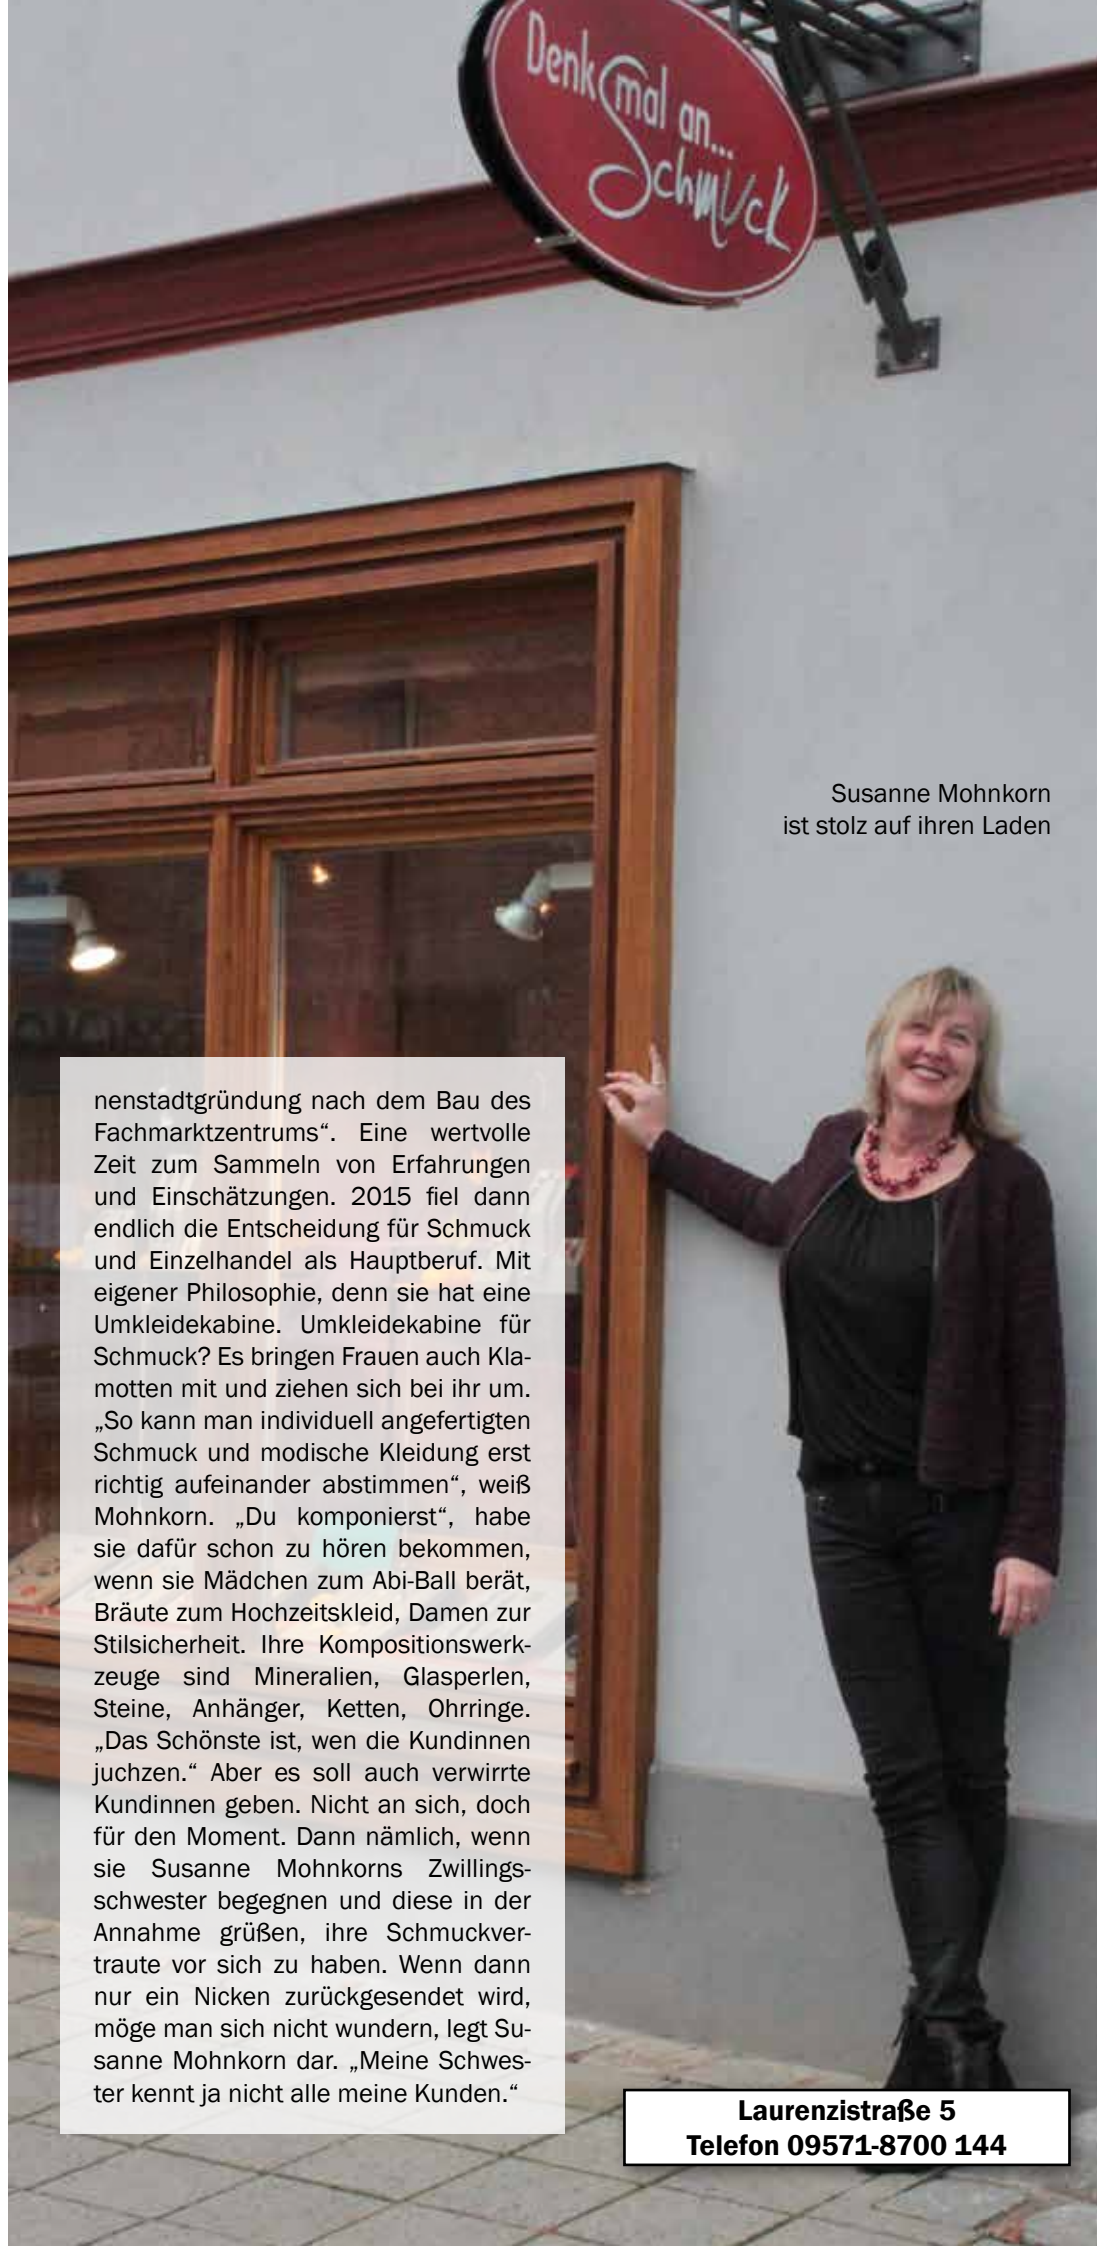 Denk mal an...
Schmuck
Susanne Mohnkorn
ist stolz auf ihren Laden
nenstadtgründung nach dem Bau des
Fachmarktzentrums“. Eine wertvolle
Zeit zum Sammeln von Erfahrungen
und Einschätzungen. 2015 fiel dann
endlich die Entscheidung für Schmuck
und Einzelhandel als Hauptberuf. Mit
eigener Philosophie, denn sie hat eine
Umkleidekabine. Umkleidekabine für
Schmuck? Es bringen Frauen auch Kla-
motten mit und ziehen sich bei ihr um.
„So kann man individuell angefertigten
Schmuck und modische Kleidung erst
richtig aufeinander abstimmen“, weiß
Mohnkorn. „Du komponierst“, habe
sie dafür schon zu hören bekommen,
wenn sie Mädchen zum Abi-Ball berät,
Bräute zum Hochzeitskleid, Damen zur
Stilsicherheit. Ihre Kompositionswerk-
zeuge sind Mineralien, Glasperlen,
Steine, Anhänger, Ketten, Ohrringe.
„Das Schönste ist, wen die Kundinnen
juchzen.“ Aber es soll auch verwirrte
Kundinnen geben. Nicht an sich, doch
für den Moment. Dann nämlich, wenn
sie Susanne Mohnkorns Zwillings-
schwester begegnen und diese in der
Annahme grüßen, ihre Schmuckver-
traute vor sich zu haben. Wenn dann
nur ein Nicken zurückgesendet wird,
möge man sich nicht wundern, legt Su-
sanne Mohnkorn dar. „Meine Schwes-
ter kennt ja nicht alle meine Kunden.“
Laurenzistraße 5
Telefon 09571-8700 144